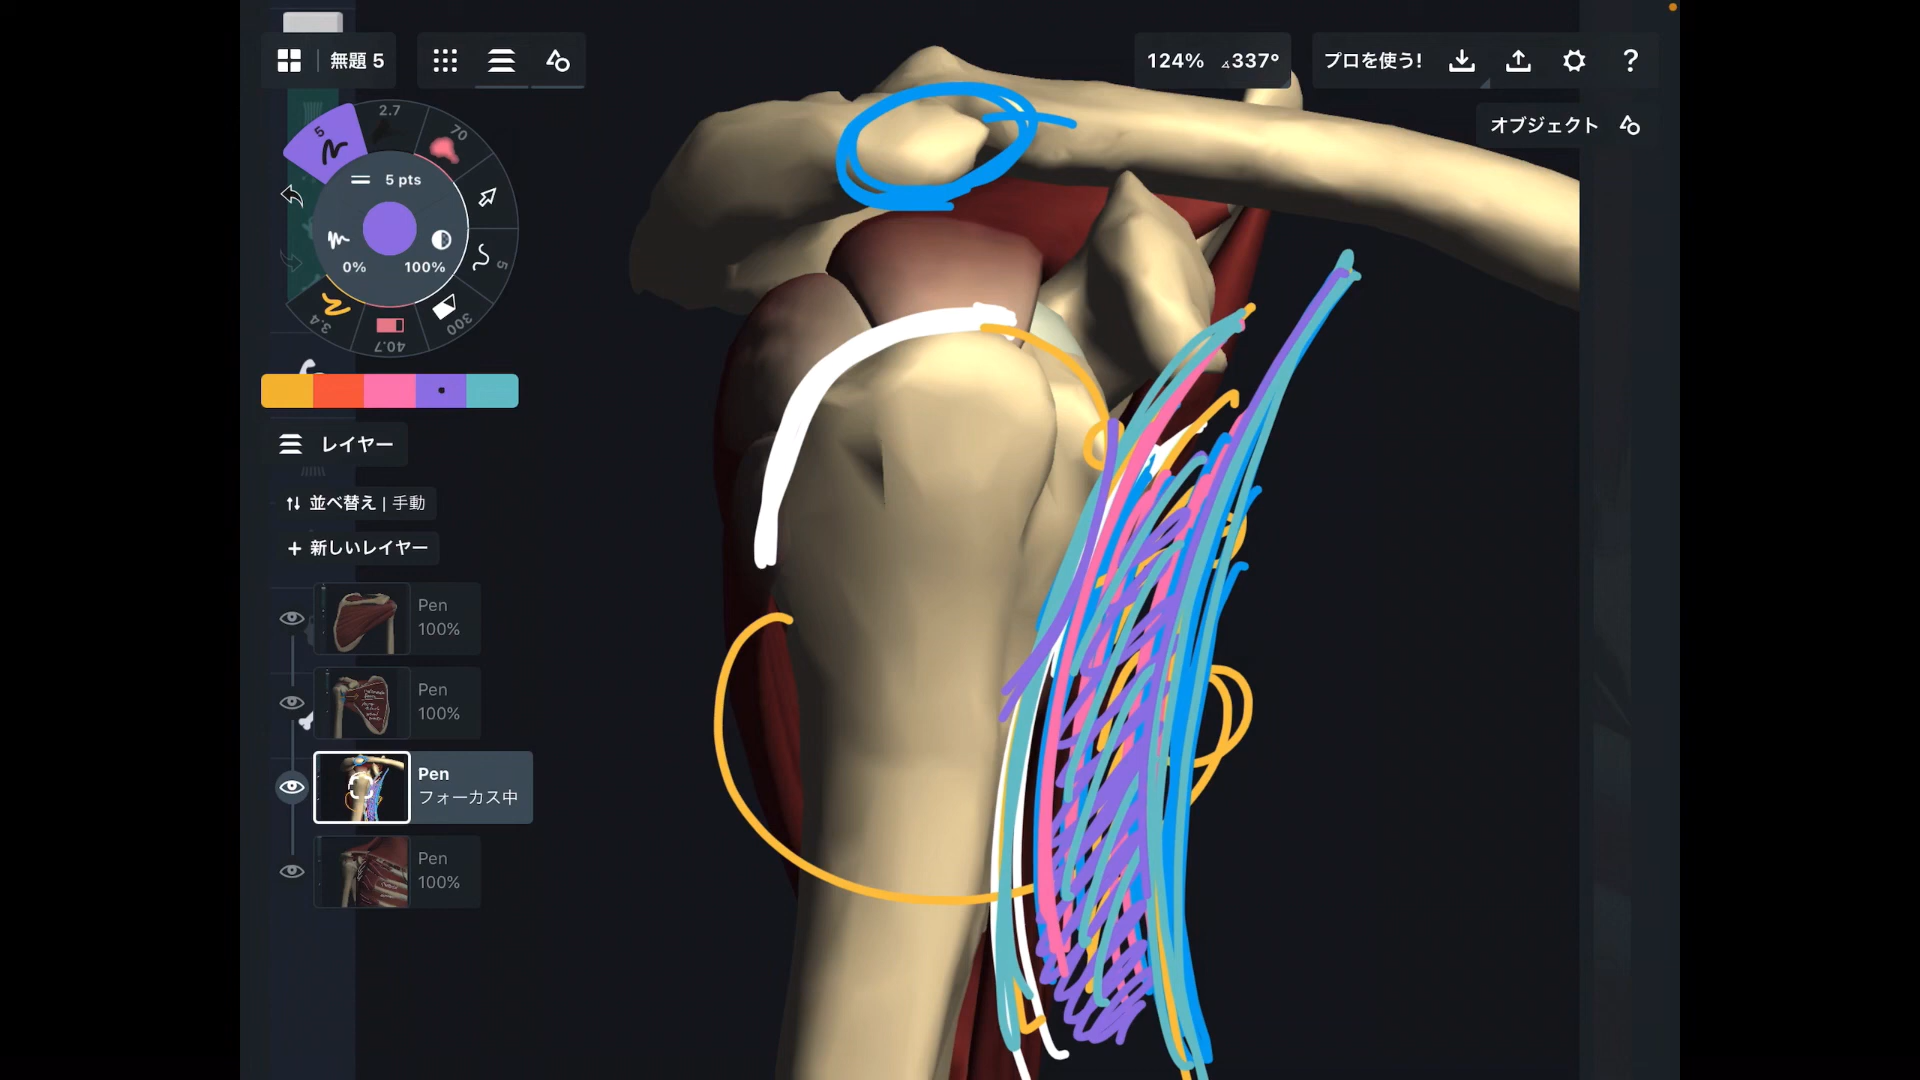 無題 5
124% ⊿337°
プロを使う!
?
オブジェクト
2.7
5
70
5 pts
0%
100%
5
3.4
40.7
300
レイヤー
並べ替え | 手動
+ 新しいレイヤー
Pen
100%
Pen
100%
Pen
フォーカス中
Pen
100%